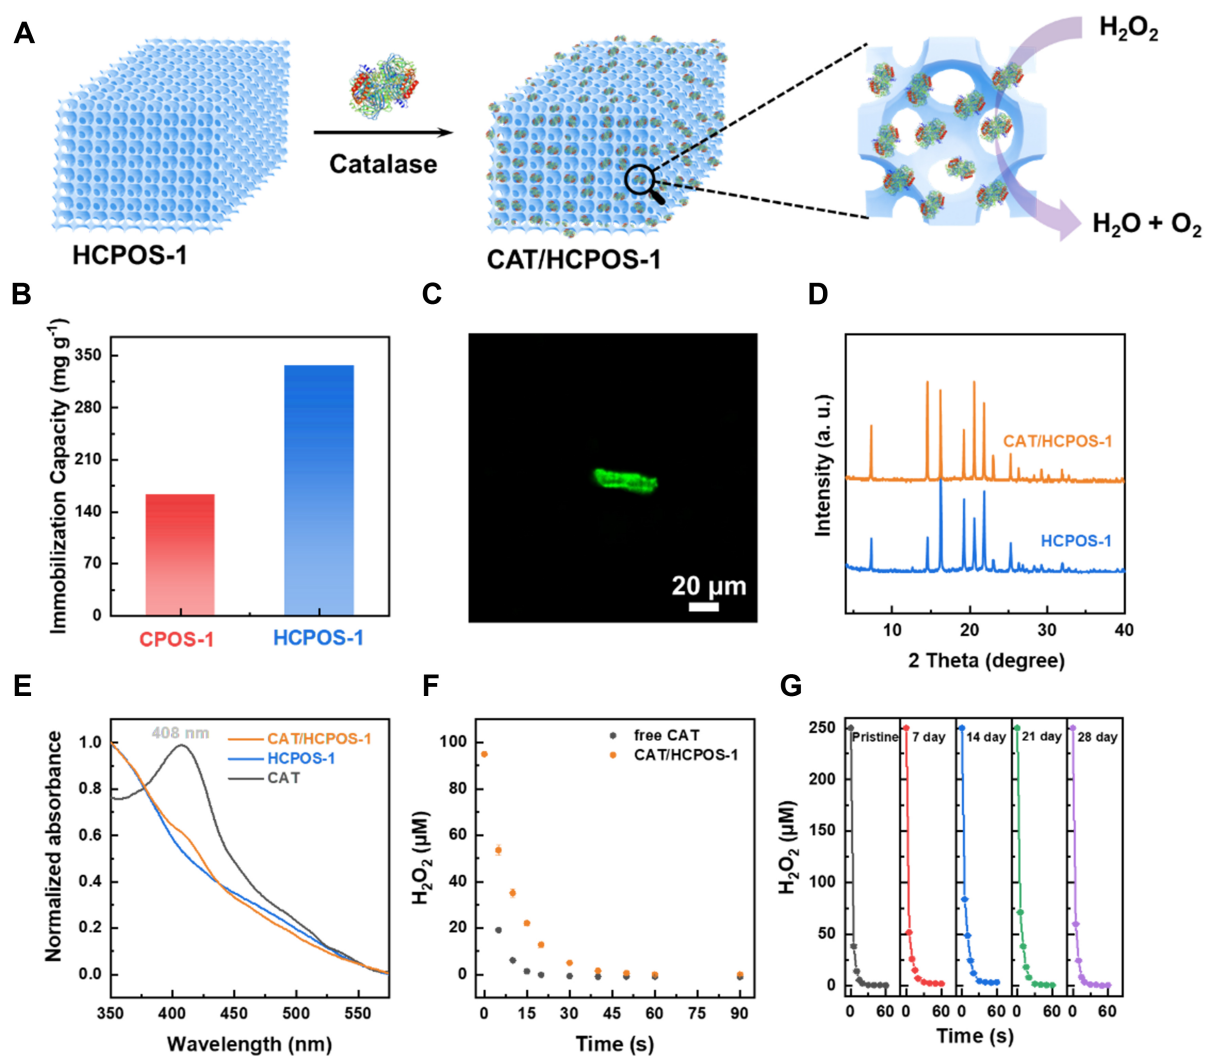 A
H₂O₂
Catalase
H₂O + O₂
HCPOS-1
CAT/HCPOS-1
B
Immobilization Capacity (mg g⁻¹)
350
280
210
140
70
0
CPOS-1
HCPOS-1
C
20 μm
D
Intensity (a. u.)
CAT/HCPOS-1
HCPOS-1
10
20
30
40
2 Theta (degree)
E
Normalized absorbance
1.0
0.8
0.6
0.4
0.2
0.0
408 nm
CAT/HCPOS-1
HCPOS-1
CAT
350
400
450
500
550
Wavelength (nm)
F
H₂O₂ (μM)
100
80
60
40
20
0
free CAT
CAT/HCPOS-1
0
15
30
45
60
75
90
Time (s)
G
H₂O₂ (μM)
250
200
150
100
50
0
Pristine
7 day
14 day
21 day
28 day
0 60
0 60
0 60
0 60
0 60
Time (s)